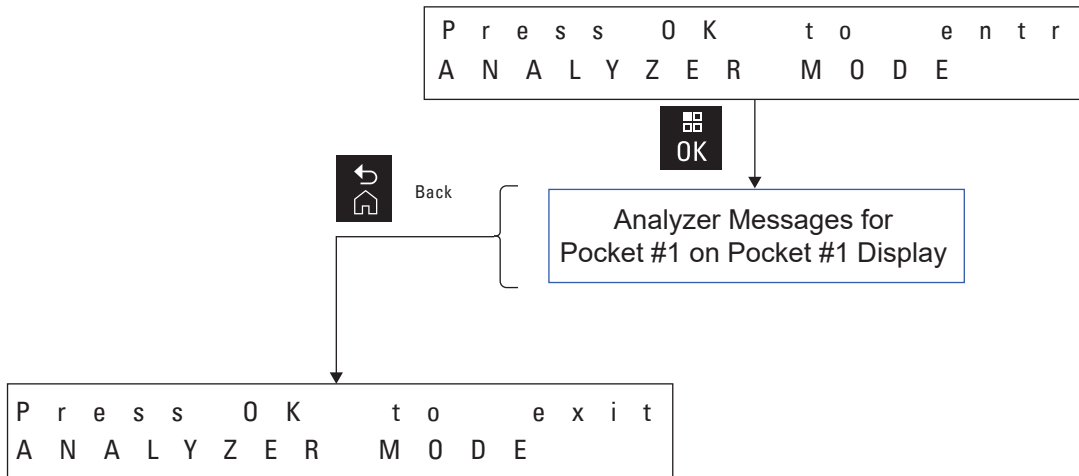 Press OK to entr
ANALYZER MODE
OK
Back
Analyzer Messages for
Pocket #1 on Pocket #1 Display
Press OK to exit
ANALYZER MODE